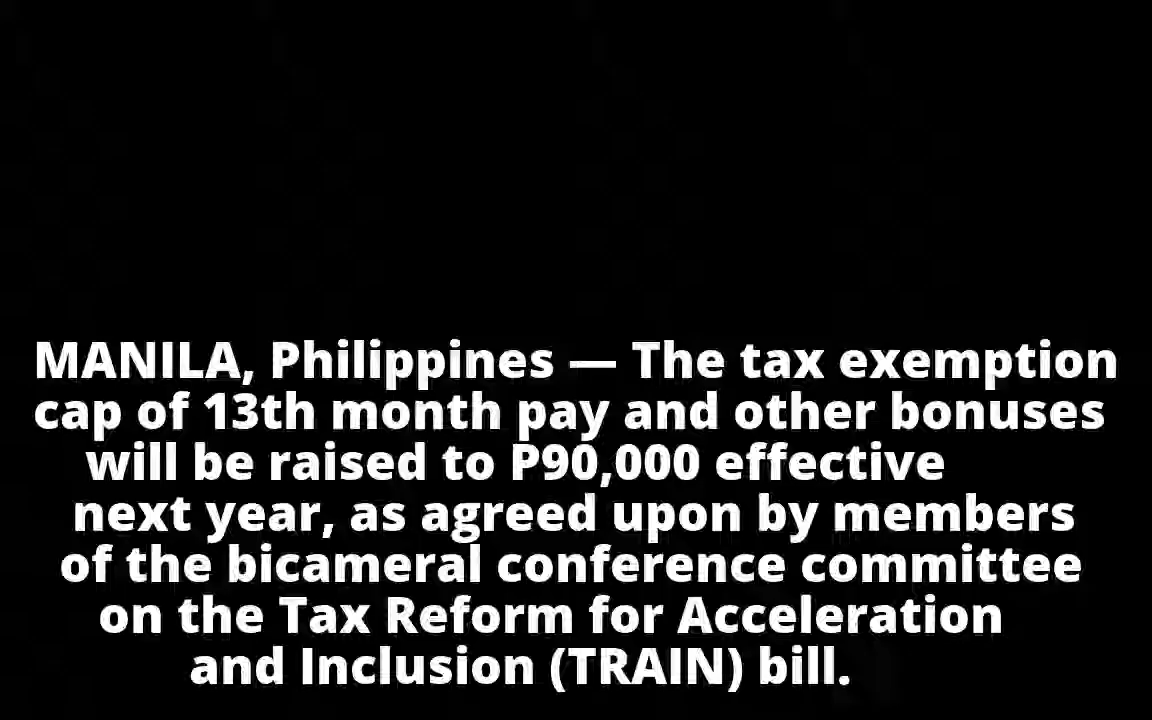 MANILA, Philippines — The tax exemption
cap of 13th month pay and other bonuses
will be raised to P90,000 effective
next year, as agreed upon by members
of the bicameral conference committee
on the Tax Reform for Acceleration
and Inclusion (TRAIN) bill.